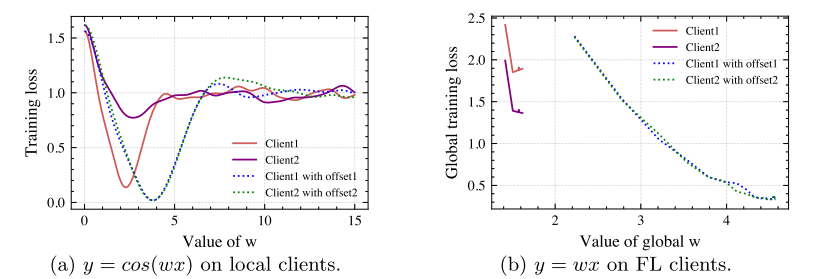 1.5
1.0
0.5
0.0
Training loss
0
5
10
15
Value of w
Client1
Client2
Client1 with offset1
Client2 with offset2
(a) y = cos(wx) on local clients.
2.5
2.0
1.5
1.0
0.5
Global training loss
2
3
4
Value of global w
Client1
Client2
Client1 with offset1
Client2 with offset2
(b) y = wx on FL clients.